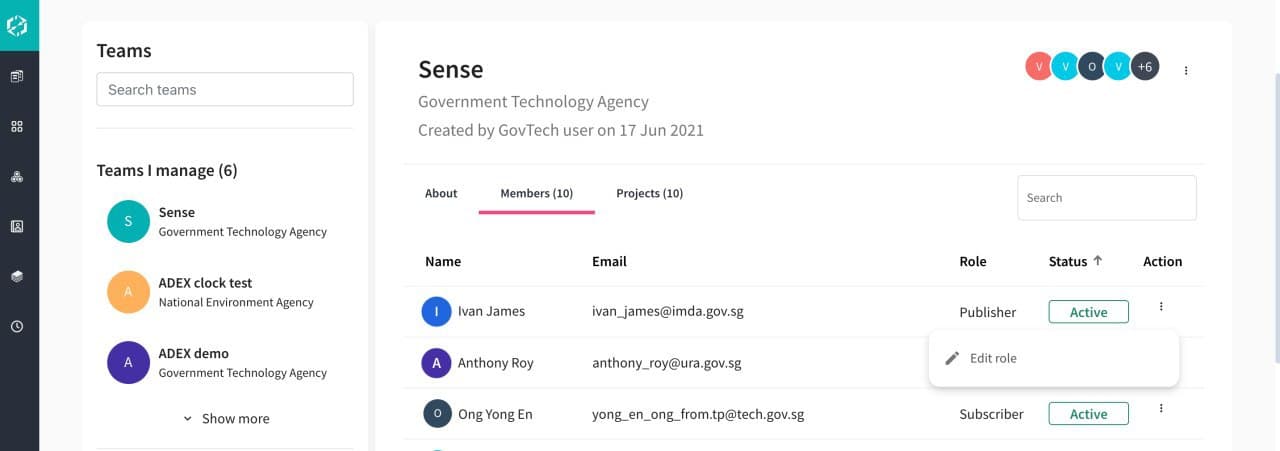 Teams
Search teams
Teams I manage (6)
S
Sense
Government Technology Agency
A
ADEX clock test
National Environment Agency
A
ADEX demo
Government Technology Agency
Show more
Sense
V V O V +6
Government Technology Agency
Created by GovTech user on 17 Jun 2021
About Members (10) Projects (10)
Search
Name Email Role Status Action
I Ivan James ivan_james@imda.gov.sg Publisher Active
A Anthony Roy anthony_roy@ura.gov.sg
Edit role
O Ong Yong En yong_en_ong_from.tp@tech.gov.sg Subscriber Active